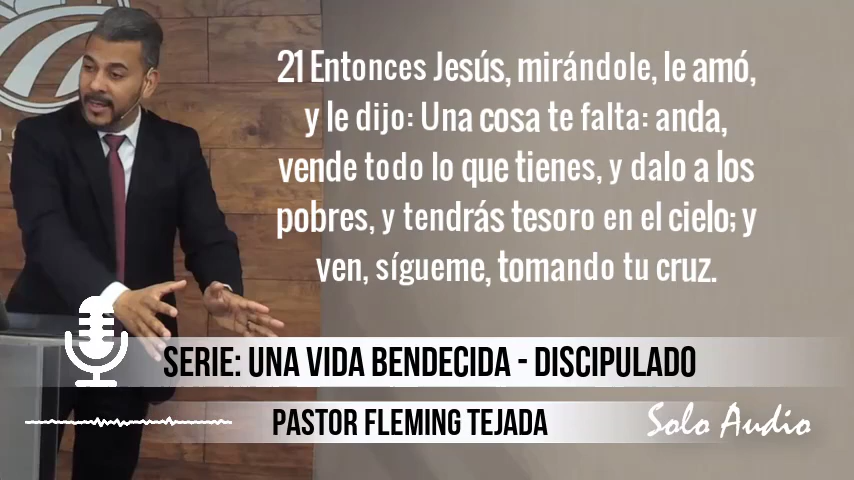 21 Entonces Jesús, mirándole, le amó,
y le dijo: Una cosa te falta: anda,
vende todo lo que tienes, y dalo a los
pobres, y tendrás tesoro en el cielo; y
ven, sígueme, tomando tu cruz.
SERIE: UNA VIDA BENDECIDA - DISCIPULADO
PASTOR FLEMING TEJADA
Solo Audio